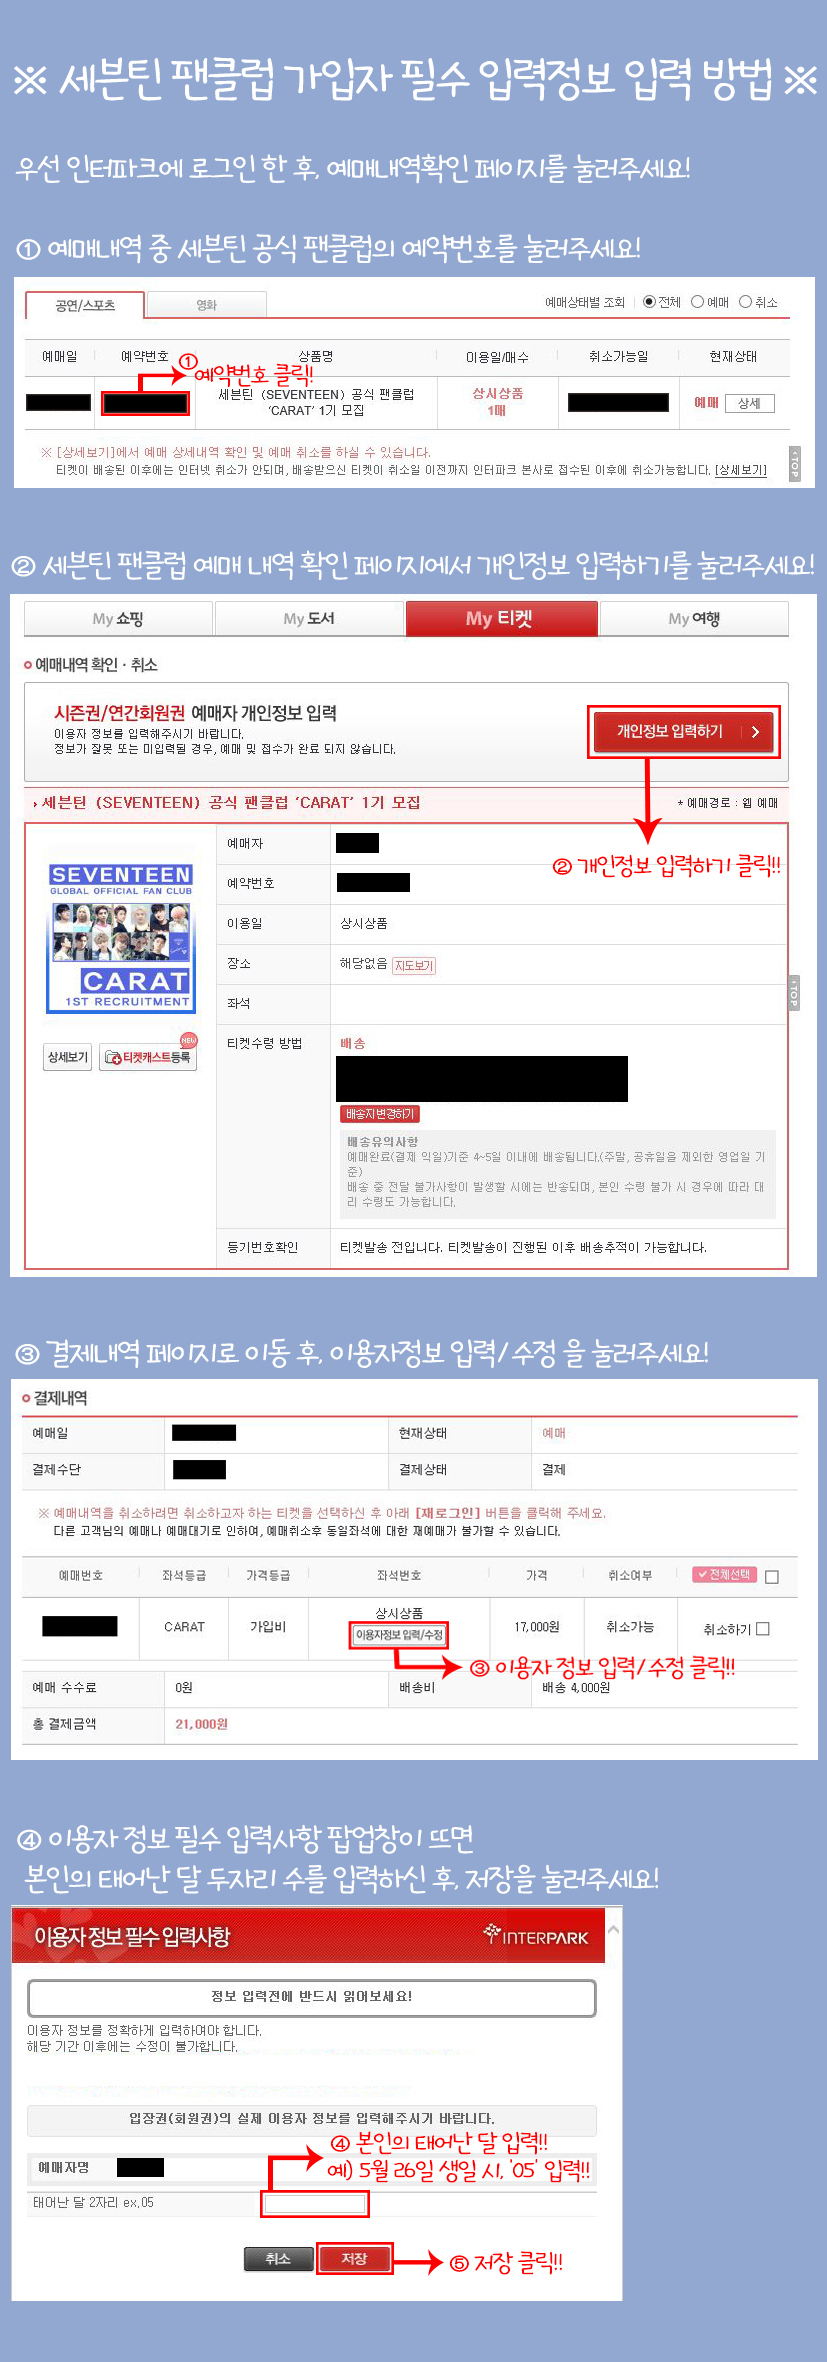 ※ 세븐틴 팬클럽 가입자 필수 입력정보 입력 방법 ※
우선 인터파크에 로그인 한 후, 예매내역확인 페이지를 눌러주세요!
① 예매내역 중 세븐틴 공식 팬클럽의 예약번호를 눌러주세요!
공연/스포츠 영화 예매상태별 조회 전체 예매 취소
예매일 예약번호 상품명 이용일/매수 취소가능일 현재상태
① 예약번호 클릭!
세븐틴 (SEVENTEEN) 공식 팬클럽
'CARAT' 1기 모집
상시상품
1매
예매 상세
※ [상세보기]에서 예매 상세내역 확인 및 예매 취소를 하실 수 있습니다.
티켓이 배송된 이후에는 인터넷 취소가 안되며, 배송받으신 티켓이 취소일 이전까지 인터파크 본사로 접수된 이후에 취소가능합니다. [상세보기]
TOP
② 세븐틴 팬클럽 예매 내역 확인 페이지에서 개인정보 입력하기를 눌러주세요!
My 쇼핑 My 도서 My 티켓 My 여행
예매내역 확인 · 취소
시즌권/연간회원권 예매자 개인정보 입력
이용자 정보를 입력해주시기 바랍니다.
정보가 잘못 또는 미입력될 경우, 예매 및 접수가 완료 되지 않습니다.
개인정보 입력하기 >
세븐틴 (SEVENTEEN) 공식 팬클럽 'CARAT' 1기 모집 * 예매경로 : 웹 예매
② 개인정보 입력하기 클릭!!
SEVENTEEN
GLOBAL OFFICIAL FAN CLUB
CARAT
1ST RECRUITMENT
상세보기 티켓캐스트등록 NEW
예매자
예약번호
이용일 상시상품
장소 해당없음 지도보기
좌석
TOP
티켓수령 방법 배송
배송지변경하기
배송유의사항
예매완료(결제 익일)기준 4~5일 이내에 배송됩니다.(주말, 공휴일을 제외한 영업일 기
준)
배송 중 전달 불가사항이 발생할 시에는 반송되며, 본인 수령 불가 시 경우에 따라 대
리 수령도 가능합니다.
등기번호확인 티켓발송 전입니다. 티켓발송이 진행된 이후 배송추적이 가능합니다.
③ 결제내역 페이지로 이동 후, 이용자정보 입력/수정 을 눌러주세요!
결제내역
예매일 현재상태 예매
결제수단 결제상태 결제
※ 예매내역을 취소하려면 취소하고자 하는 티켓을 선택하신 후 아래 [재로그인] 버튼을 클릭해 주세요.
다른 고객님의 예매나 예매대기로 인하여, 예매취소후 동일좌석에 대한 재예매가 불가할 수 있습니다.
예매번호 좌석등급 가격등급 좌석번호 가격 취소여부 전체선택
CARAT 가입비 상시상품 17,000원 취소가능 취소하기
이용자정보 입력/수정
③ 이용자 정보 입력/수정 클릭!!
예매 수수료 0원 배송비 배송 4,000원
총 결제금액 21,000원
④ 이용자 정보 필수 입력사항 팝업창이 뜨면
본인의 태어난 달 두자리 수를 입력하신 후, 저장을 눌러주세요!
이용자 정보 필수 입력사항 INTERPARK
정보 입력전에 반드시 읽어보세요!
이용자 정보를 정확하게 입력하여야 합니다.
해당 기간 이후에는 수정이 불가합니다.
입장권(회원권)의 실제 이용자 정보를 입력해주시기 바랍니다.
④ 본인의 태어난 달 입력!!
예) 5월 26일 생일 시, '05' 입력!!
예매자명
태어난 달 2자리 ex.05
취소 저장
⑤ 저장 클릭!!